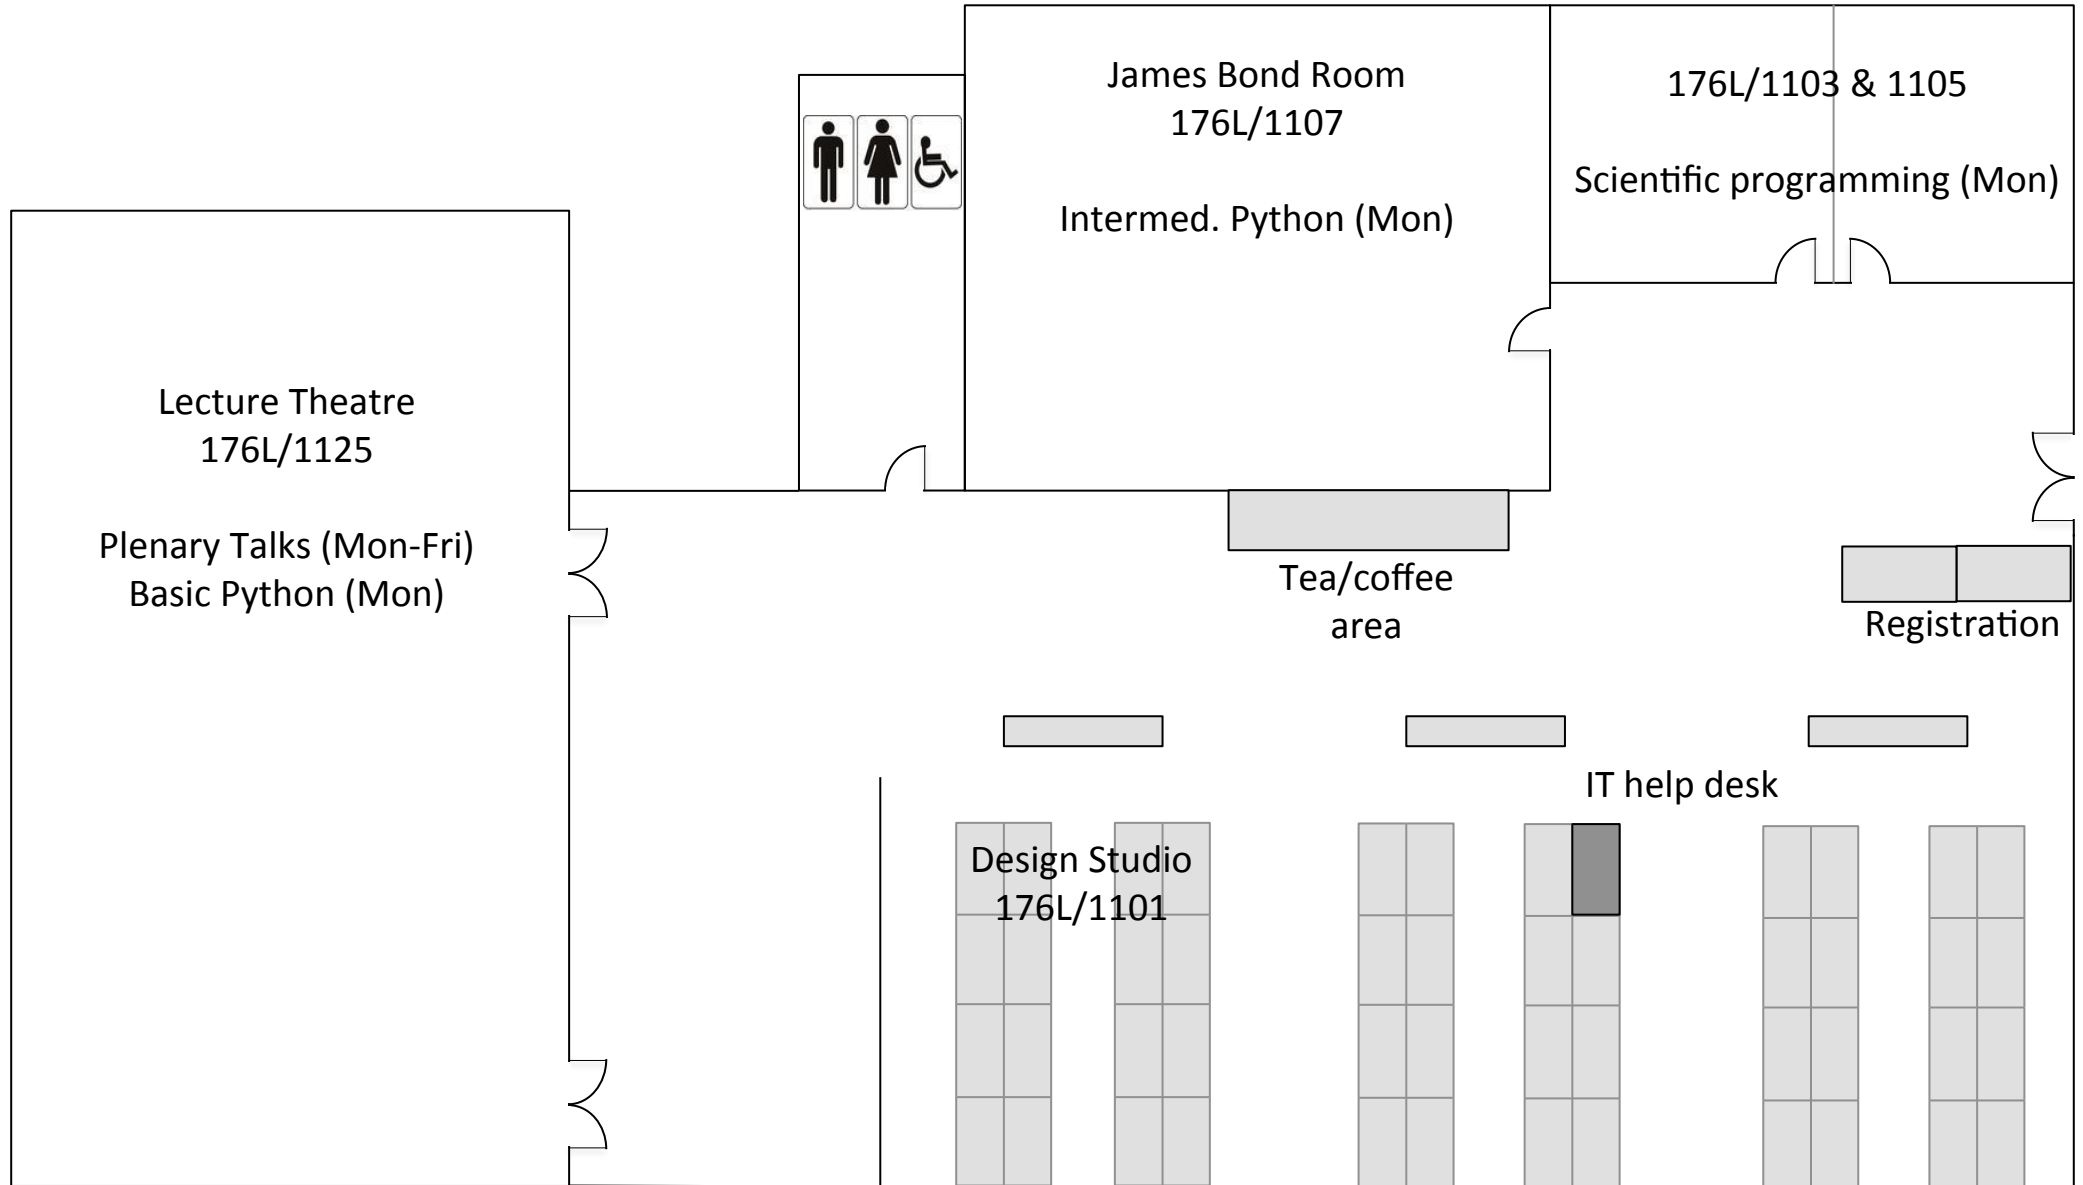 James Bond Room
176L/1107
Intermed. Python (Mon)
176L/1103 & 1105
Scientific programming (Mon)
Lecture Theatre
176L/1125
Plenary Talks (Mon-Fri)
Basic Python (Mon)
Tea/coffee
area
Registration
IT help desk
Design Studio
176L/1101